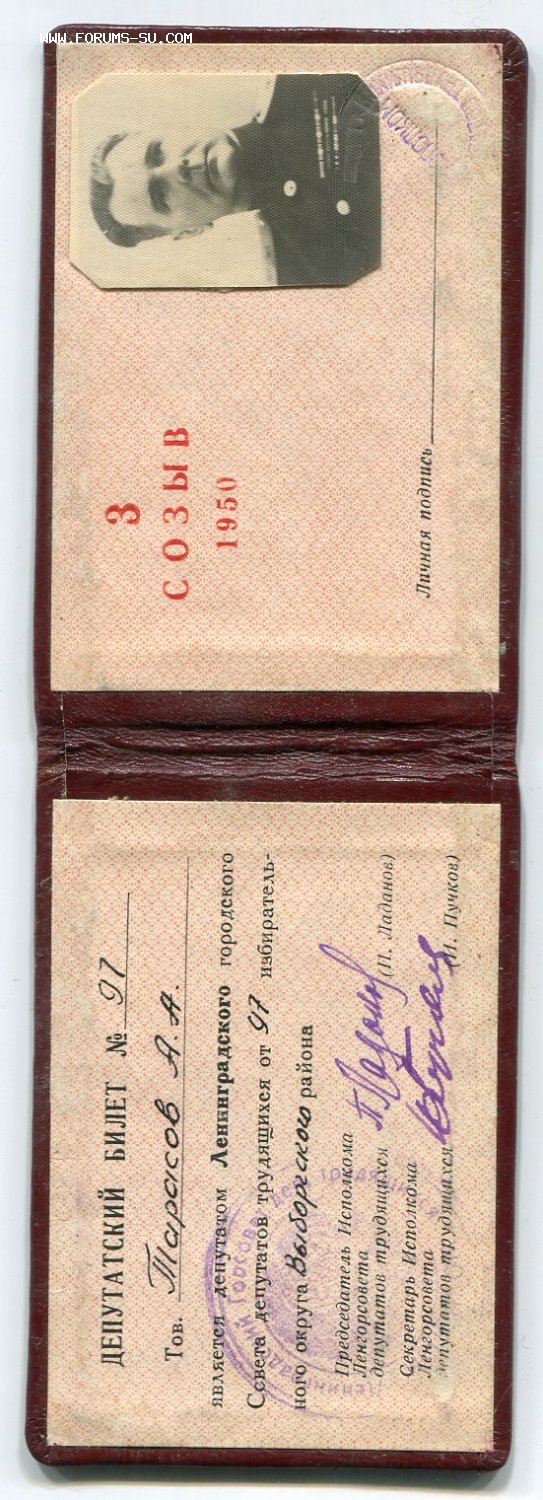 WWW.FORUMS-SU.COM
ДЕПУТАТСКИЙ БИЛЕТ № 97
Тов. Тарасов А. А.
является депутатом Ленинградского городского
Совета депутатов трудящихся от 97 избиратель-
ного округа Выборгского района
Председатель Исполкома
Ленгорсовета
депутатов трудящихся
(П. Ладанов)
Секретарь Исполкома
Ленгорсовета
депутатов трудящихся
(Н. Пучков)
3
СОЗЫВ
1950
Личная подпись